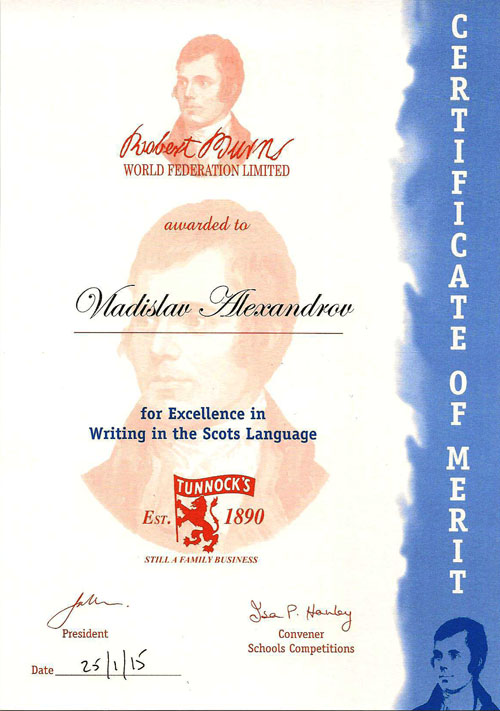 Robert Burns
WORLD FEDERATION LIMITED
awarded to
Vladislav Alexandrov
for Excellence in
Writing in the Scots Language
TUNNOCK'S
EST. 1890
STILL A FAMILY BUSINESS
Isa P. Hanley
President
Convener
Schools Competitions
Date 25/1/15
CERTIFICATE OF MERIT